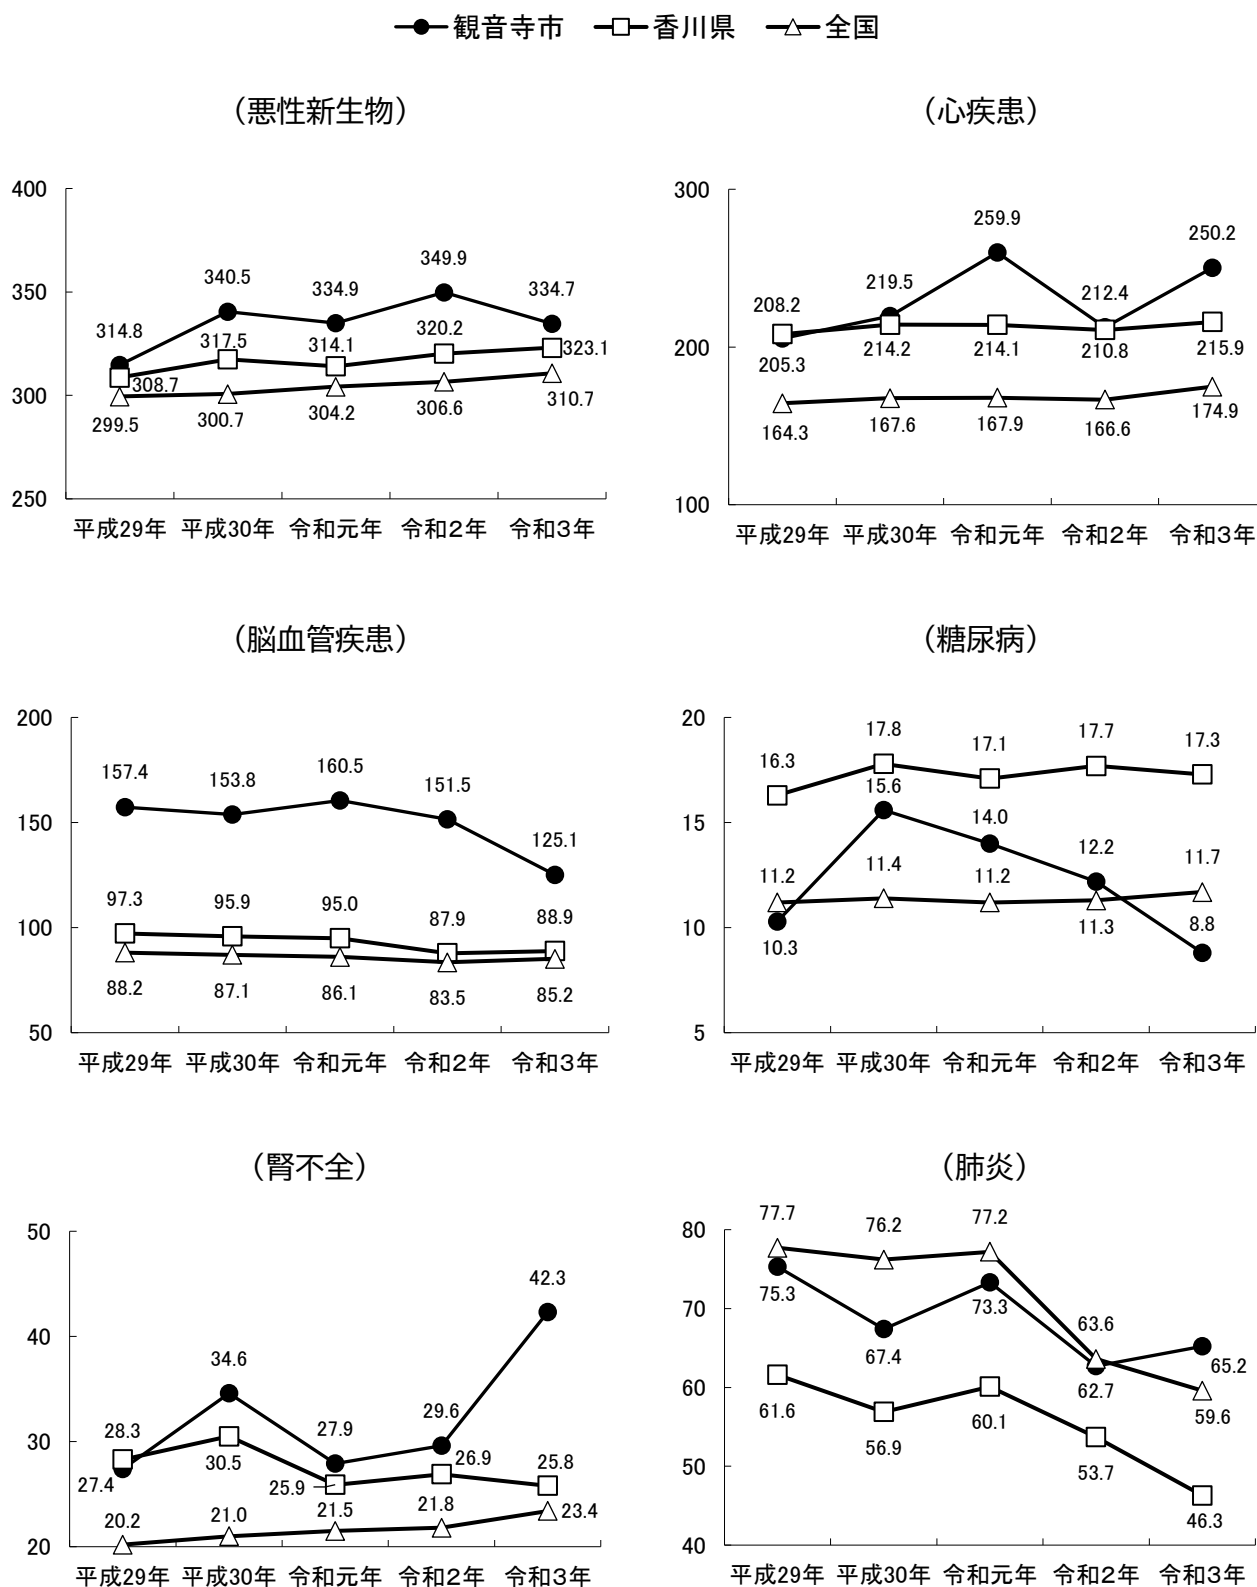 観音寺市 香川県 全国
（悪性新生物）
400
350
300
250
314.8 340.5 334.9 349.9 334.7
308.7 317.5 314.1 320.2 323.1
299.5 300.7 304.2 306.6 310.7
平成29年 平成30年 令和元年 令和2年 令和3年
（心疾患）
300
200
100
205.3 219.5 259.9 212.4 250.2
208.2 214.2 214.1 210.8 215.9
164.3 167.6 167.9 166.6 174.9
平成29年 平成30年 令和元年 令和2年 令和3年
（脳血管疾患）
200
150
100
50
157.4 153.8 160.5 151.5 125.1
97.3 95.9 95.0 87.9 88.9
88.2 87.1 86.1 83.5 85.2
平成29年 平成30年 令和元年 令和2年 令和3年
（糖尿病）
20
15
10
5
16.3 17.8 17.1 17.7 17.3
10.3 15.6 14.0 12.2 8.8
11.2 11.4 11.2 11.3 11.7
平成29年 平成30年 令和元年 令和2年 令和3年
（腎不全）
50
40
30
20
27.4 34.6 27.9 29.6 42.3
28.3 30.5 25.9 26.9 25.8
20.2 21.0 21.5 21.8 23.4
平成29年 平成30年 令和元年 令和2年 令和3年
（肺炎）
80
70
60
50
40
77.7 76.2 77.2 63.6 59.6
75.3 67.4 73.3 62.7 65.2
61.6 56.9 60.1 53.7 46.3
平成29年 平成30年 令和元年 令和2年 令和3年